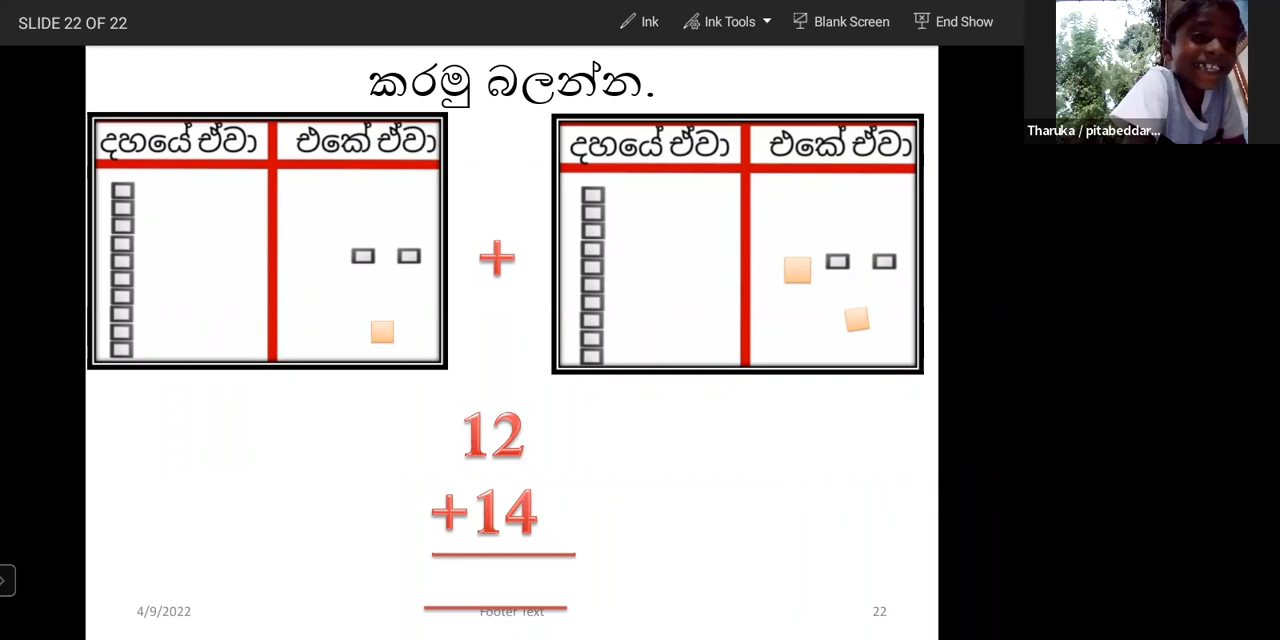 SLIDE 22 OF 22
Ink
Ink Tools
Blank Screen
End Show
Tharuka / pitabeddar...
කරමු බලන්න.
දහයේ ඒවා
එකේ ඒවා
දහයේ ඒවා
එකේ ඒවා
+
12
+14
4/9/2022
Footer Text
22